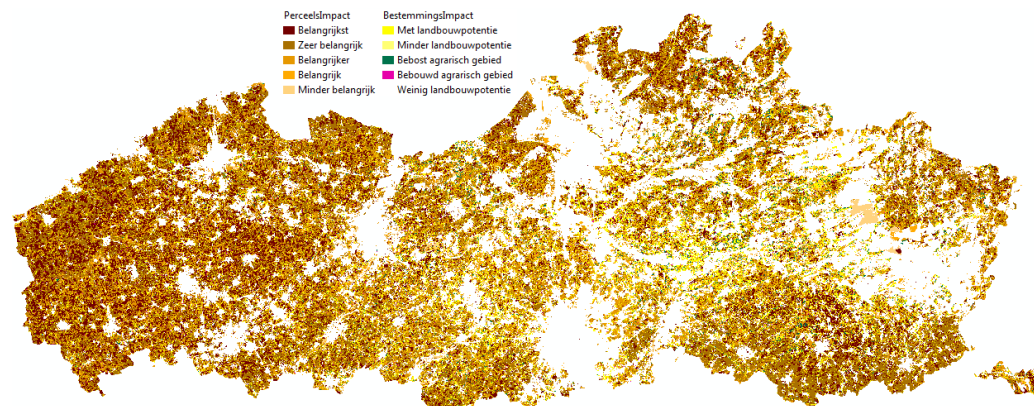 PerceelsImpact
Belangrijkst
Zeer belangrijk
Belangrijker
Belangrijk
Minder belangrijk
BestemmingsImpact
Met landbouwpotentie
Minder landbouwpotentie
Bebost agrarisch gebied
Bebouwd agrarisch gebied
Weinig landbouwpotentie